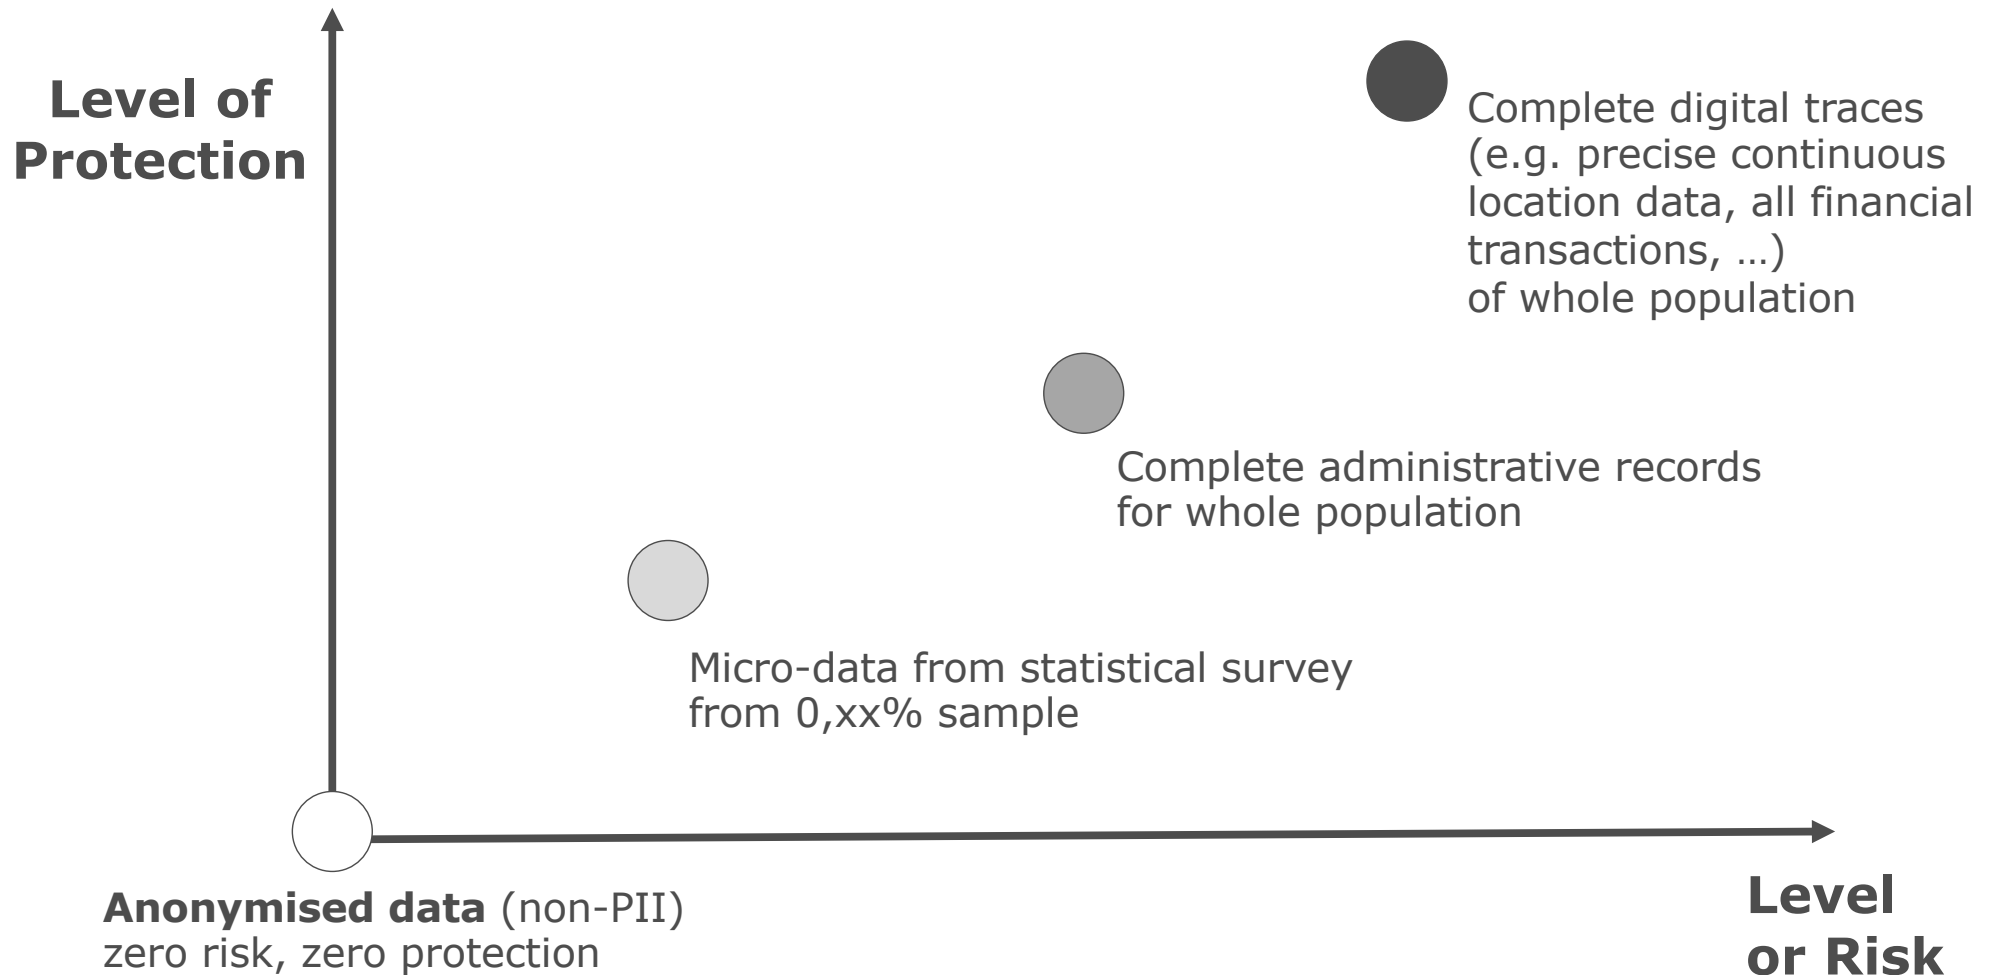 Level of
Protection
Complete digital traces
(e.g. precise continuous
location data, all financial
transactions, …)
of whole population
Complete administrative records
for whole population
Micro-data from statistical survey
from 0,xx% sample
Anonymised data (non-PII)
zero risk, zero protection
Level
or Risk